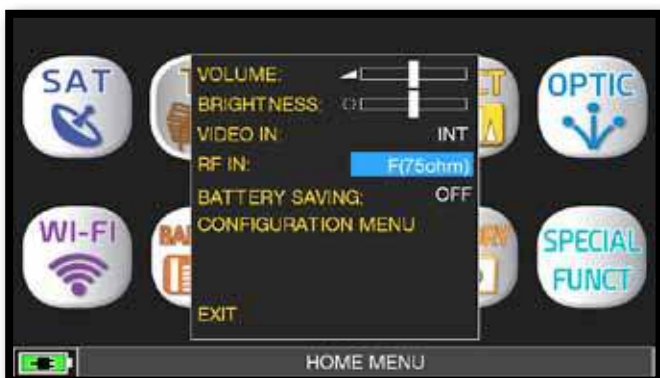 SAT
OPTIC
VOLUME:
BRIGHTNESS:
VIDEO IN: INT
RF IN: F(75ohm)
BATTERY SAVING: OFF
CONFIGURATION MENU
WI-FI
SPECIAL
FUNCT
EXIT
HOME MENU